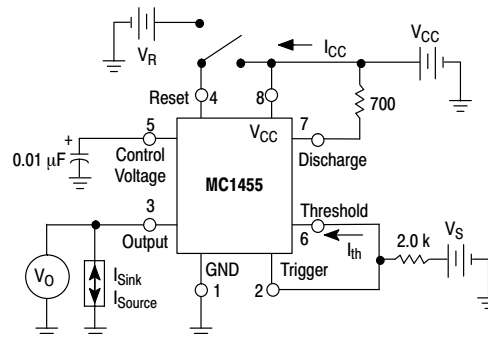 V_R
I_CC
V_CC
Reset
4
8
700
5
V_CC
7
+
0.01 µF
Control
Voltage
Discharge
MC1455
3
Threshold
Output
6
I_th
2.0 k
V_S
V_O
I_Sink
I_Source
GND
Trigger
1
2